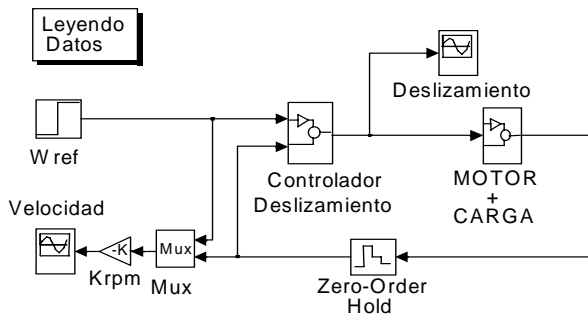 Leyendo
Datos
Deslizamiento
W ref
Controlador
Deslizamiento
MOTOR
+
CARGA
Velocidad
-K
Krpm
Mux
Mux
Zero-Order
Hold